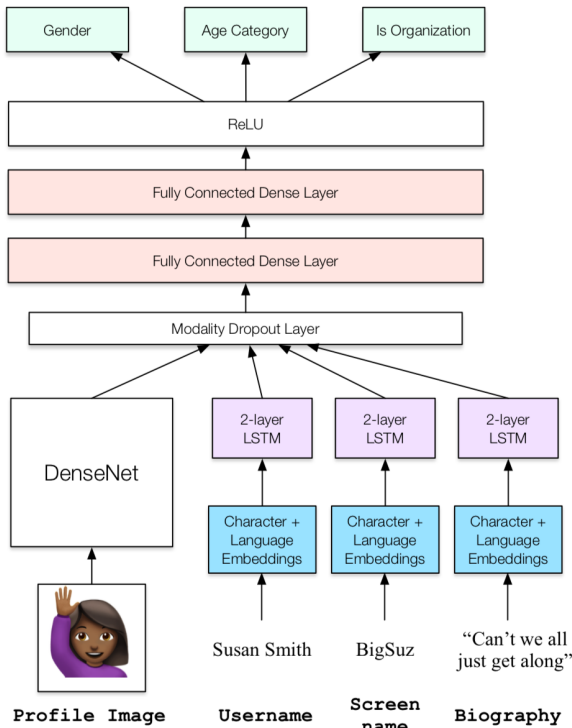 Gender
Age Category
Is Organization
ReLU
Fully Connected Dense Layer
Fully Connected Dense Layer
Modality Dropout Layer
DenseNet
2-layer
LSTM
2-layer
LSTM
2-layer
LSTM
Character +
Language
Embeddings
Character +
Language
Embeddings
Character +
Language
Embeddings
Susan Smith
BigSuz
“Can’t we all
just get along”
Profile Image
Username
Screen
name
Biography